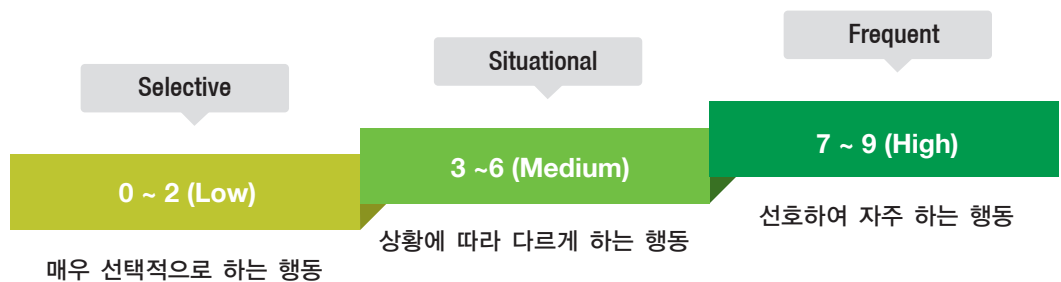 Selective
0 ~ 2 (Low)
매우 선택적으로 하는 행동
Situational
3 ~6 (Medium)
상황에 따라 다르게 하는 행동
Frequent
7 ~ 9 (High)
선호하여 자주 하는 행동